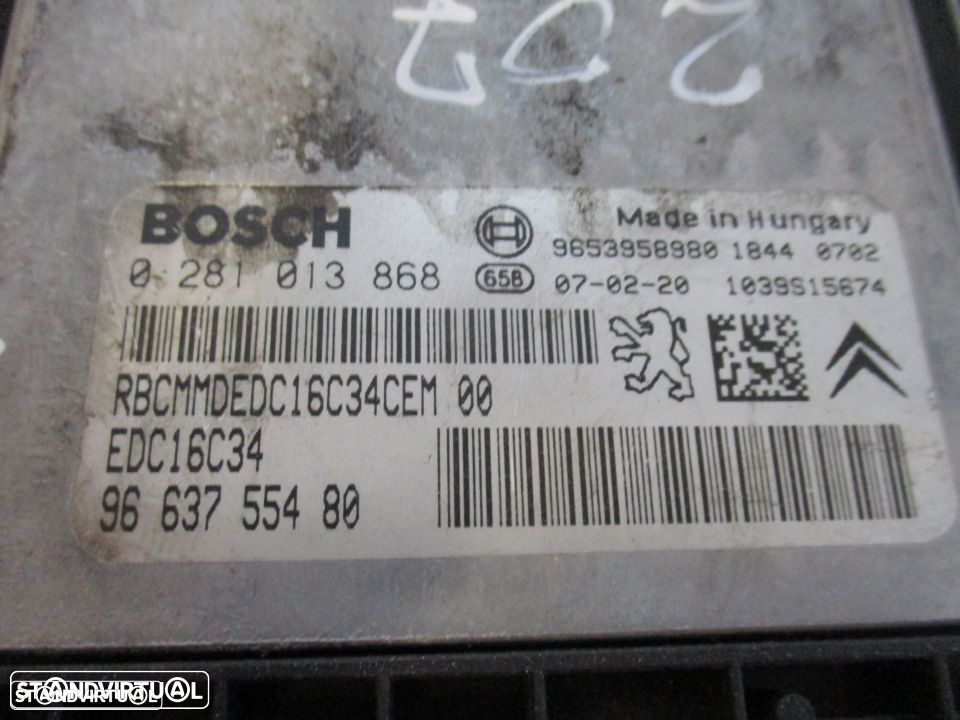 207
BOSCH
Made in Hungary
9653958980 1844 0702
0 281 013 868
658
07-02-20 1039S15674
RBCMMDEDC16C34CEM 00
EDC16C34
96 637 554 80
STANDVIRTUAL
STANDVIRTUAL